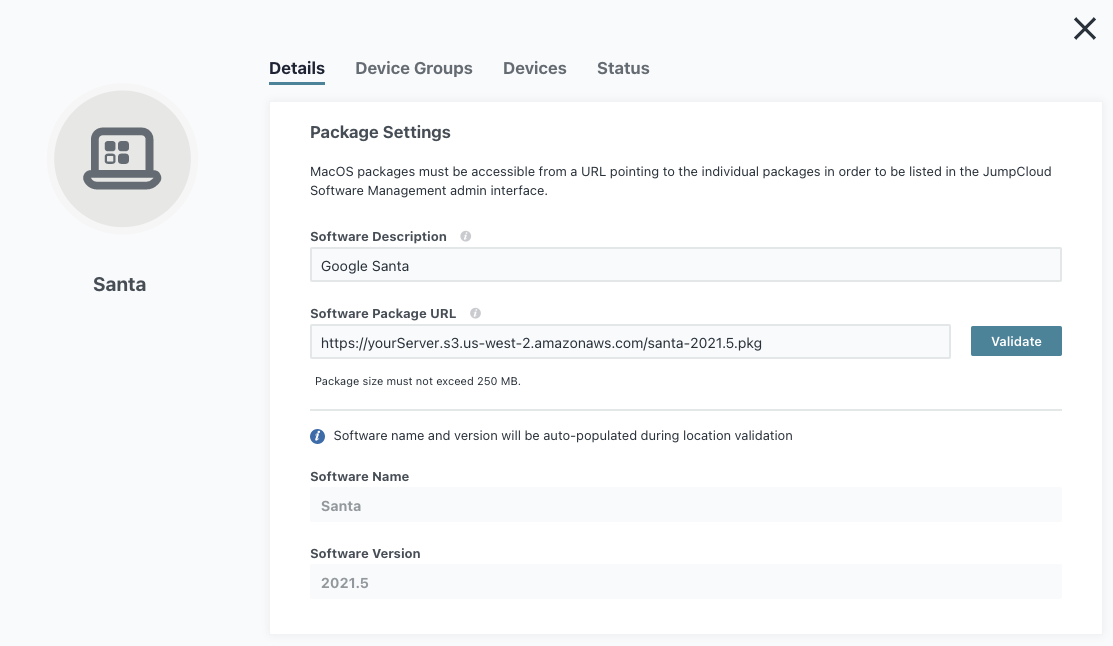 Details
Device Groups
Devices
Status
Santa
Package Settings
MacOS packages must be accessible from a URL pointing to the individual packages in order to be listed in the JumpCloud
Software Management admin interface.
Software Description
Google Santa
Software Package URL
https://yourServer.s3.us-west-2.amazonaws.com/santa-2021.5.pkg
Validate
Package size must not exceed 250 MB.
Software name and version will be auto-populated during location validation
Software Name
Santa
Software Version
2021.5